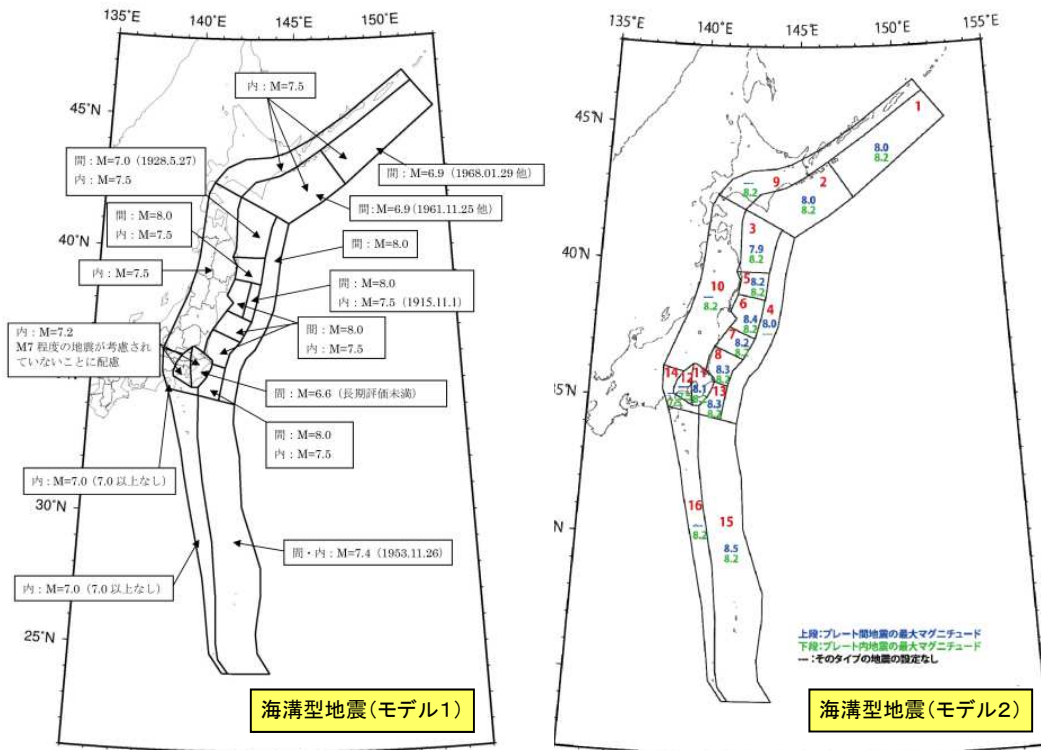 135°E
140°E
145°E
150°E
45°N
40°N
30°N
25°N
内：M=7.5
間：M=7.0（1928.5.27）
内：M=7.5
間：M=6.9（1968.01.29 他）
間：M=6.9（1961.11.25 他）
間：M=8.0
内：M=7.5
間：M=8.0
内：M=7.5
間：M=8.0
内：M=7.5（1915.11.1）
内：M=7.2
M7 程度の地震が考慮され
ていないことに配慮
間：M=8.0
内：M=7.5
間：M=6.6（長期評価未満）
間：M=8.0
内：M=7.5
内：M=7.0（7.0 以上なし）
間・内：M=7.4（1953.11.26）
内：M=7.0（7.0 以上なし）
海溝型地震（モデル１）
135°E
140°E
145°E
150°E
155°E
45°N
40°N
35°N
°N
25°N
1
8.0
8.2
2
8.0
8.2
9
---
8.2
3
7.9
8.2
10
---
8.2
5
8.2
8.2
6
8.4
8.2
4
8.0
7
8.2
8.2
8
8.3
8.2
14
12
11
8.1
8.2
13
8.3
8.2
16
---
8.2
15
8.5
8.2
上段：プレート間地震の最大マグニチュード
下段：プレート内地震の最大マグニチュード
---：そのタイプの地震の設定なし
海溝型地震（モデル２）